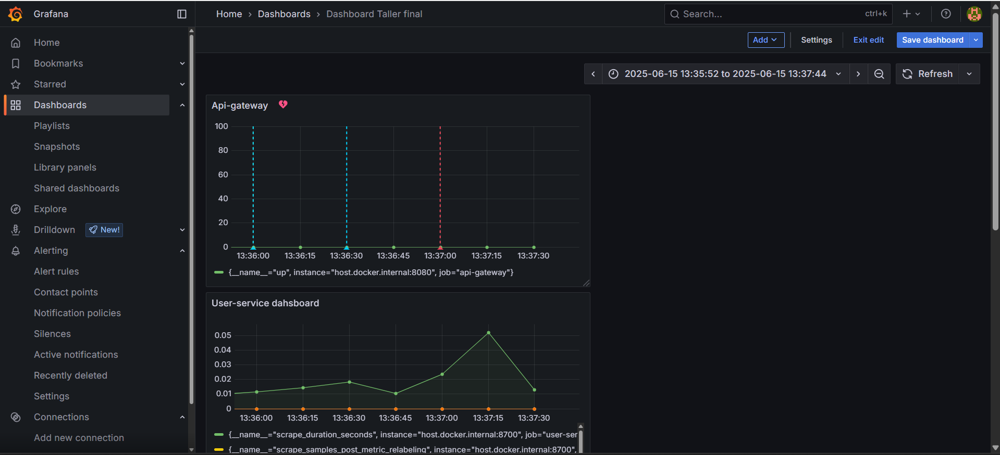 Grafana
Home › Dashboards › Dashboard Taller final
Search...
ctrl+k
Home
Bookmarks
Starred
Dashboards
Playlists
Snapshots
Library panels
Shared dashboards
Explore
Drilldown
New!
Alerting
Alert rules
Contact points
Notification policies
Silences
Active notifications
Recently deleted
Settings
Connections
Add new connection
Add
Settings
Exit edit
Save dashboard
2025-06-15 13:35:52 to 2025-06-15 13:37:44
Refresh
Api-gateway
100
80
60
40
20
0
13:36:00 13:36:15 13:36:30 13:36:45 13:37:00 13:37:15 13:37:30
{__name__="up", instance="host.docker.internal:8080", job="api-gateway"}
User-service dahsboard
0.05
0.04
0.03
0.02
0.01
0
13:36:00 13:36:15 13:36:30 13:36:45 13:37:00 13:37:15 13:37:30
{__name__="scrape_duration_seconds", instance="host.docker.internal:8700", job="user-ser
{__name__="scrape_samples_post_metric_relabeling", instance="host.docker.internal:8700",